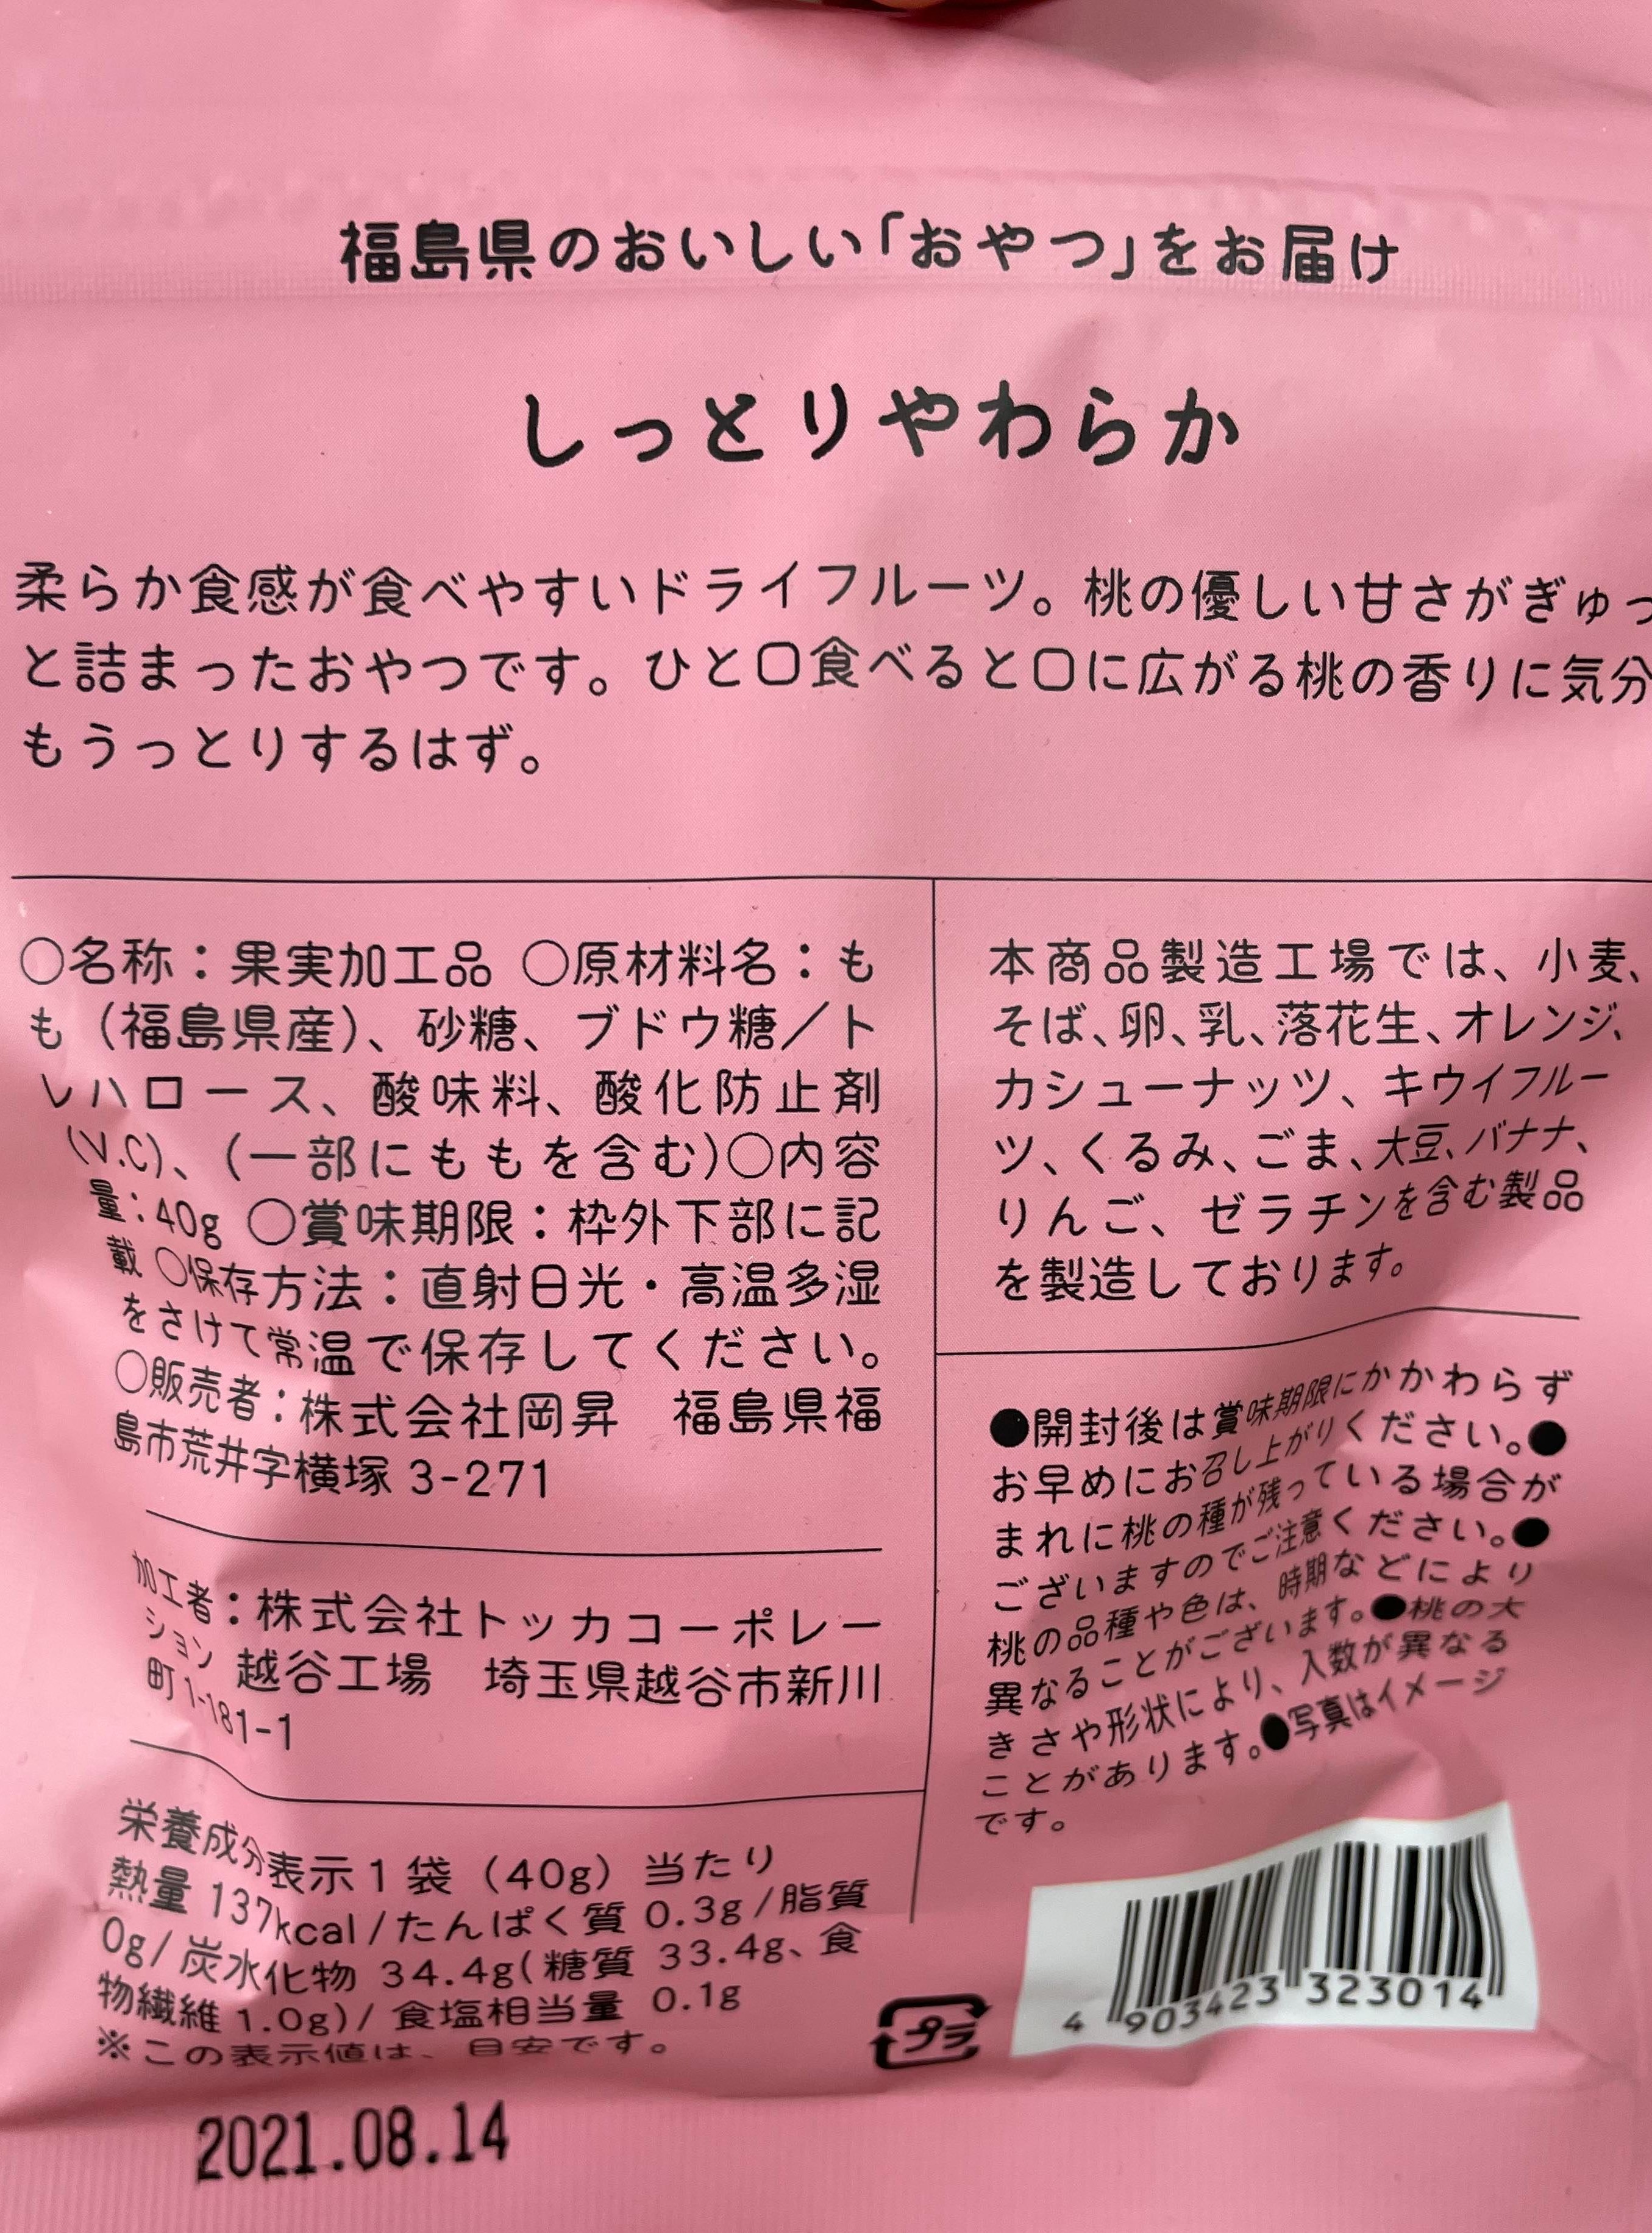 福島県のおいしい「おやつ」をお届け
しっとりやわらか
柔らか食感が食べやすいドライフルーツ。桃の優しい甘さがぎゅっ
と詰まったおやつです。ひと口食べると口に広がる桃の香りに気分
もうっとりするはず。
○名称：果実加工品 ○原材料名：も
も（福島県産）、砂糖、ブドウ糖／ト
レハロース、酸味料、酸化防止剤
(V.C)、(一部にももを含む)○内容
量：40g ○賞味期限：枠外下部に記
載 ○保存方法：直射日光・高温多湿
をさけて常温で保存してください。
○販売者：株式会社岡昇　福島県福
島市荒井字横塚 3-271
加工者：株式会社トッカコーポレー
ション 越谷工場　埼玉県越谷市新川
町1-181-1
栄養成分表示 1 袋（40g）当たり
熱量 137kcal/たんぱく質 0.3g/脂質
0g/炭水化物 34.4g(糖質 33.4g、食
物繊維 1.0g)/ 食塩相当量 0.1g
※この表示値は、目安です。
2021.08.14
本商品製造工場では、小麦、
そば、卵、乳、落花生、オレンジ、
カシューナッツ、キウイフルー
ツ、くるみ、ごま、大豆、バナナ、
りんご、ゼラチンを含む製品
を製造しております。
●開封後は賞味期限にかかわらず
お早めにお召し上がりください。●
まれに桃の種が残っている場合が
ございますのでご注意ください。●
桃の品種や色は、時期などにより
異なることがございます。●桃の大
きさや形状により、入数が異なる
ことがあります。●写真はイメージ
です。
プラ
4 903423 323014